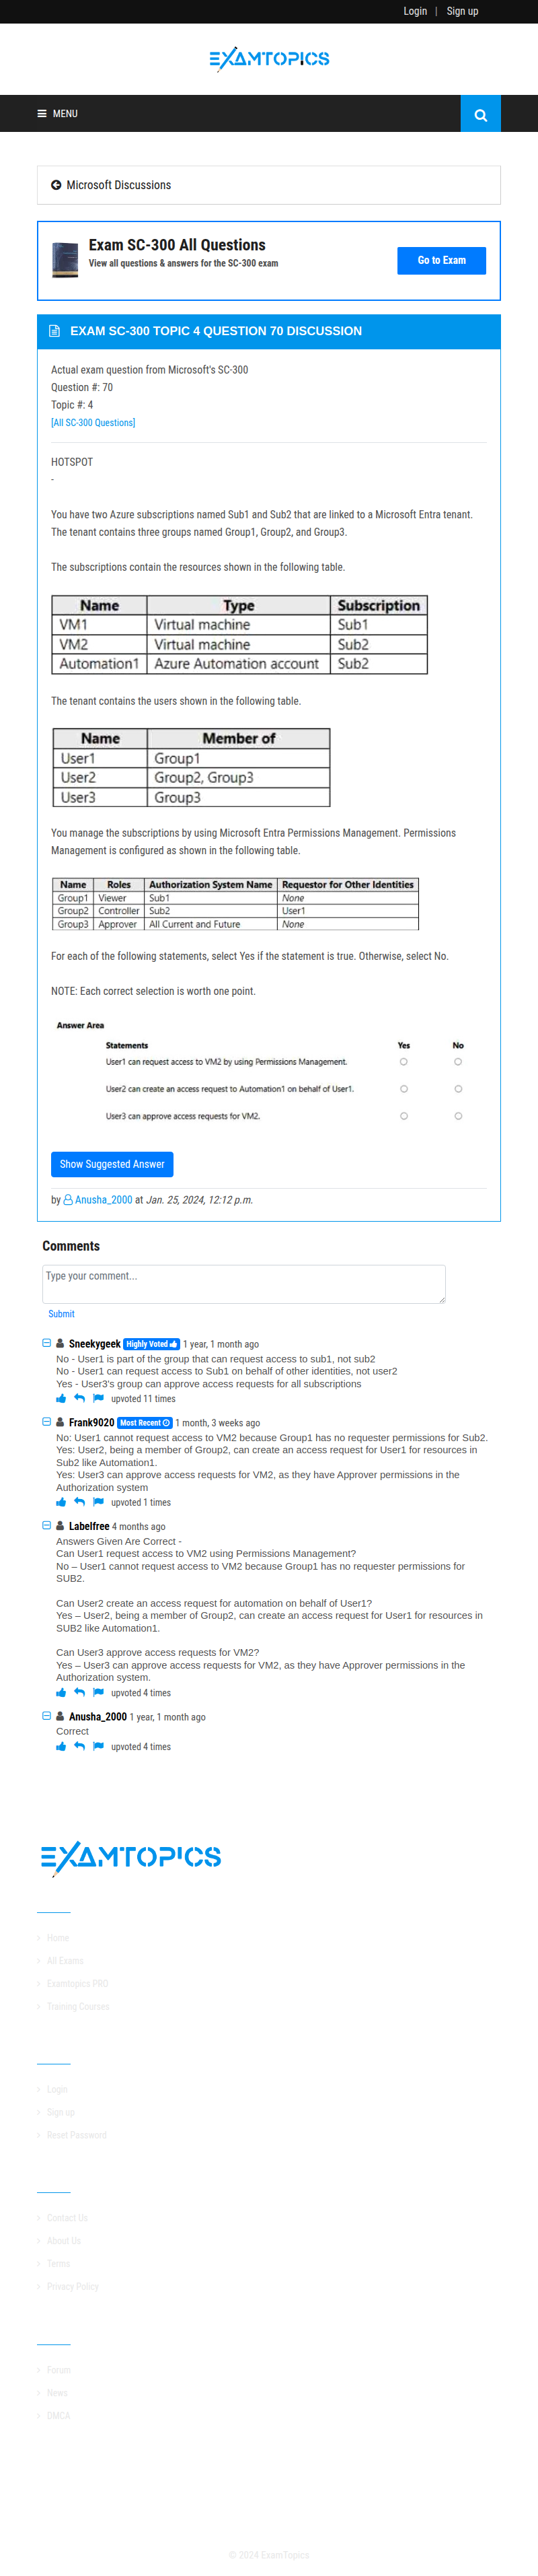 Login | Sign up
EXAMTOPICS
MENU
Microsoft Discussions
Exam SC-300 All Questions
View all questions & answers for the SC-300 exam
Go to Exam
EXAM SC-300 TOPIC 4 QUESTION 70 DISCUSSION
Actual exam question from Microsoft's SC-300
Question #: 70
Topic #: 4
[All SC-300 Questions]
HOTSPOT
-
You have two Azure subscriptions named Sub1 and Sub2 that are linked to a Microsoft Entra tenant.
The tenant contains three groups named Group1, Group2, and Group3.
The subscriptions contain the resources shown in the following table.
Name Type Subscription
VM1 Virtual machine Sub1
VM2 Virtual machine Sub2
Automation1 Azure Automation account Sub2
The tenant contains the users shown in the following table.
Name Member of
User1 Group1
User2 Group2, Group3
User3 Group3
You manage the subscriptions by using Microsoft Entra Permissions Management. Permissions
Management is configured as shown in the following table.
Name Roles Authorization System Name Requestor for Other Identities
Group1 Viewer Sub1 None
Group2 Controller Sub2 User1
Group3 Approver All Current and Future None
For each of the following statements, select Yes if the statement is true. Otherwise, select No.
NOTE: Each correct selection is worth one point.
Answer Area
Statements Yes No
User1 can request access to VM2 by using Permissions Management.
User2 can create an access request to Automation1 on behalf of User1.
User3 can approve access requests for VM2.
Show Suggested Answer
by Anusha_2000 at Jan. 25, 2024, 12:12 p.m.
Comments
Type your comment...
Submit
Sneekygeek Highly Voted 1 year, 1 month ago
No - User1 is part of the group that can request access to sub1, not sub2
No - User1 can request access to Sub1 on behalf of other identities, not user2
Yes - User3's group can approve access requests for all subscriptions
upvoted 11 times
Frank9020 Most Recent 1 month, 3 weeks ago
No: User1 cannot request access to VM2 because Group1 has no requester permissions for Sub2.
Yes: User2, being a member of Group2, can create an access request for User1 for resources in
Sub2 like Automation1.
Yes: User3 can approve access requests for VM2, as they have Approver permissions in the
Authorization system
upvoted 1 times
Labelfree 4 months ago
Answers Given Are Correct -
Can User1 request access to VM2 using Permissions Management?
No – User1 cannot request access to VM2 because Group1 has no requester permissions for
SUB2.
Can User2 create an access request for automation on behalf of User1?
Yes – User2, being a member of Group2, can create an access request for User1 for resources in
SUB2 like Automation1.
Can User3 approve access requests for VM2?
Yes – User3 can approve access requests for VM2, as they have Approver permissions in the
Authorization system.
upvoted 4 times
Anusha_2000 1 year, 1 month ago
Correct
upvoted 4 times
EXAMTOPICS
Home
All Exams
Examtopics PRO
Training Courses
Login
Sign up
Reset Password
Contact Us
About Us
Terms
Privacy Policy
Forum
News
DMCA
© 2024 ExamTopics